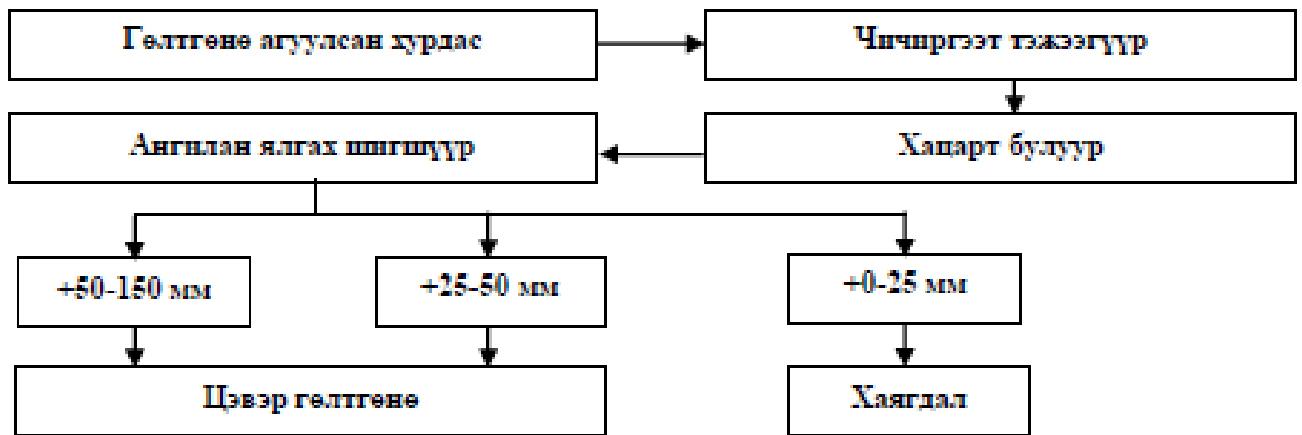 Гөлтгөнө агуулсан хурдас
Чичиргээт тэжээгүүр
Ангилан ялгах шигшүүр
Хацарт булуур
+50-150 мм
+25-50 мм
+0-25 мм
Цэвэр гөлтгөнө
Хаягдал